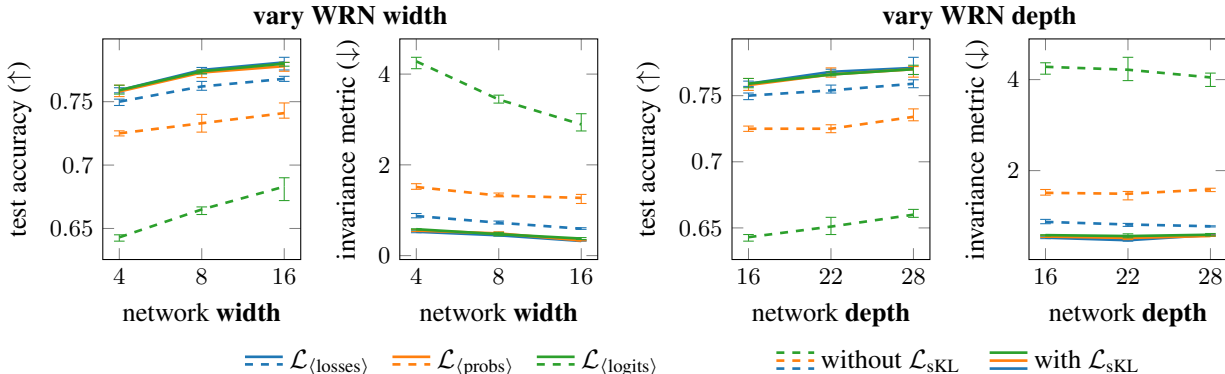 vary WRN width
vary WRN depth
test accuracy (↑)
0.75
0.7
0.65
4
8
16
network width
invariance metric (↓)
4
2
0
4
8
16
network width
test accuracy (↑)
0.75
0.7
0.65
16
22
28
network depth
invariance metric (↓)
4
2
16
22
28
network depth
ℒ⟨losses⟩ ℒ⟨probs⟩ ℒ⟨logits⟩
without ℒsKL with ℒsKL